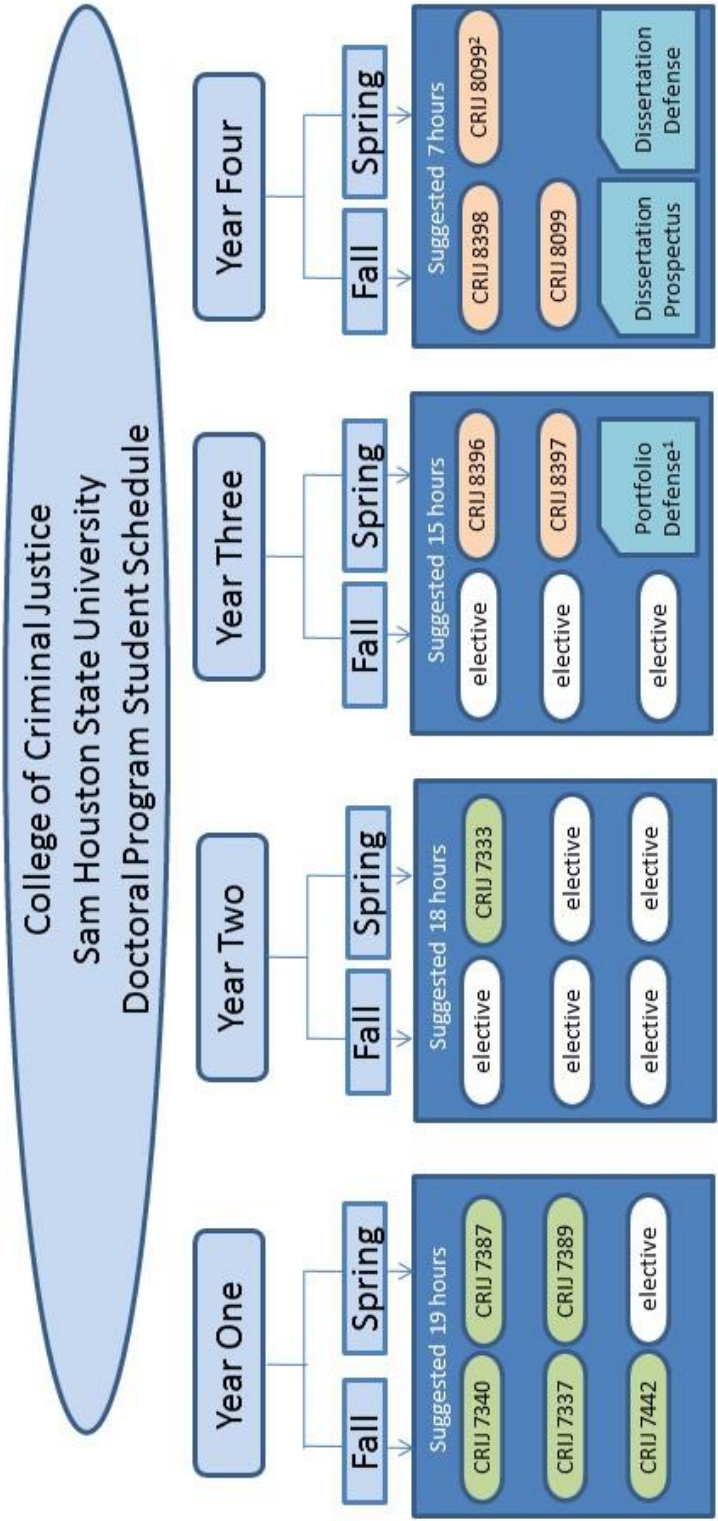 College of Criminal Justice
Sam Houston State University
Doctoral Program Student Schedule
Year One
Fall
Spring
Suggested 19 hours
CRIJ 7340
CRIJ 7387
CRIJ 7337
CRIJ 7389
CRIJ 7442
elective
Year Two
Fall
Spring
Suggested 18 hours
elective
CRIJ 7333
elective
elective
elective
elective
Year Three
Fall
Spring
Suggested 15 hours
elective
CRIJ 8396
elective
CRIJ 8397
elective
Portfolio
Defense¹
Year Four
Fall
Spring
Suggested 7 hours
CRIJ 8398
CRIJ 8099²
CRIJ 8099
Dissertation
Prospectus
Dissertation
Defense